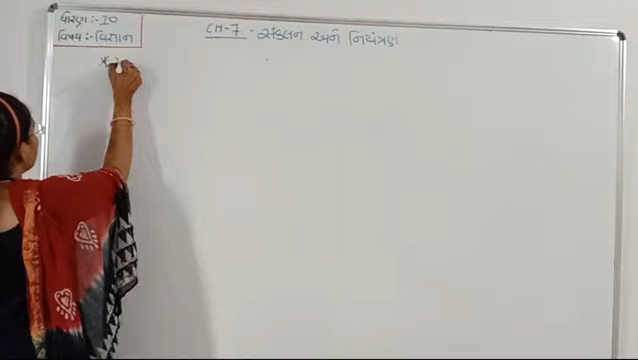 ધોરણ :- 10
વિષય :- વિજ્ઞાન
CH-7 - સંકલન અને નિયંત્રણ
*